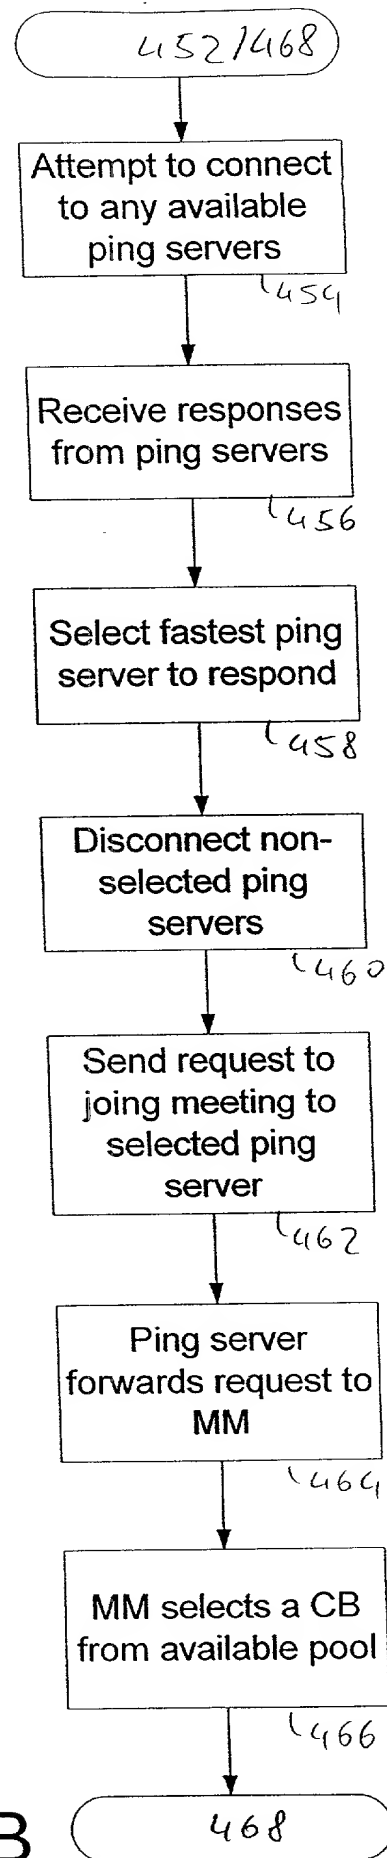 452/468
Attempt to connect
to any available
ping servers
454
Receive responses
from ping servers
456
Select fastest ping
server to respond
458
Disconnect non-
selected ping
servers
460
Send request to
joing meeting to
selected ping
server
462
Ping server
forwards request to
MM
464
MM selects a CB
from available pool
466
468
B